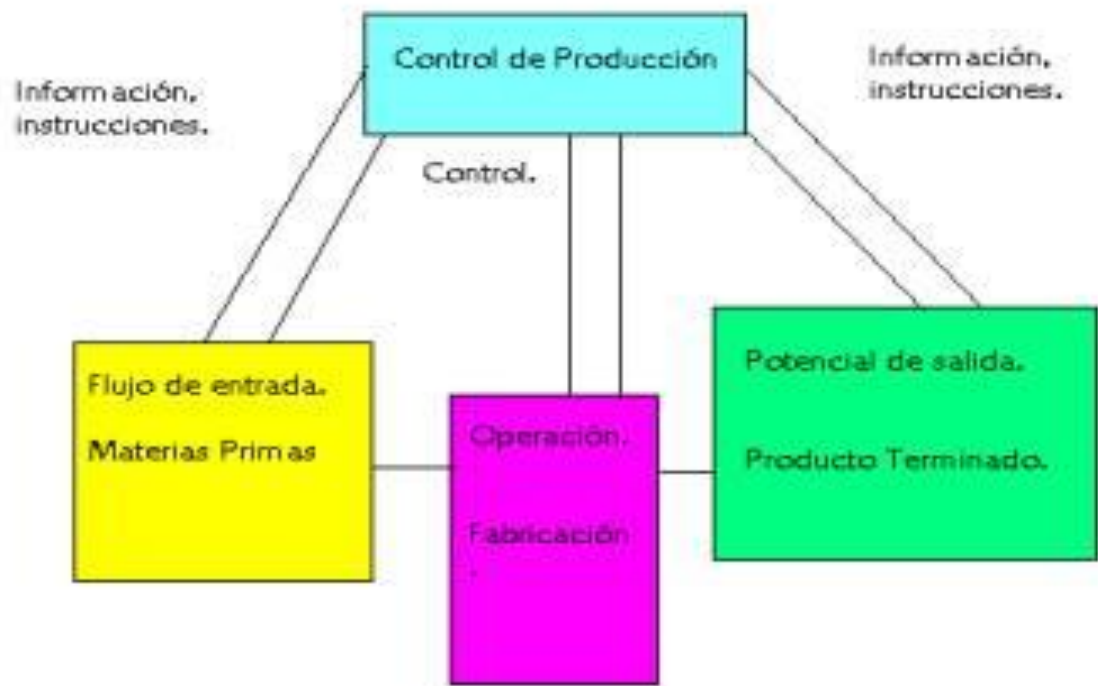 Control de Producción
Información,
instrucciones.
Información,
instrucciones.
Control.
Flujo de entrada.
Materias Primas
Operación.
Fabricación
.
Potencial de salida.
Producto Terminado.